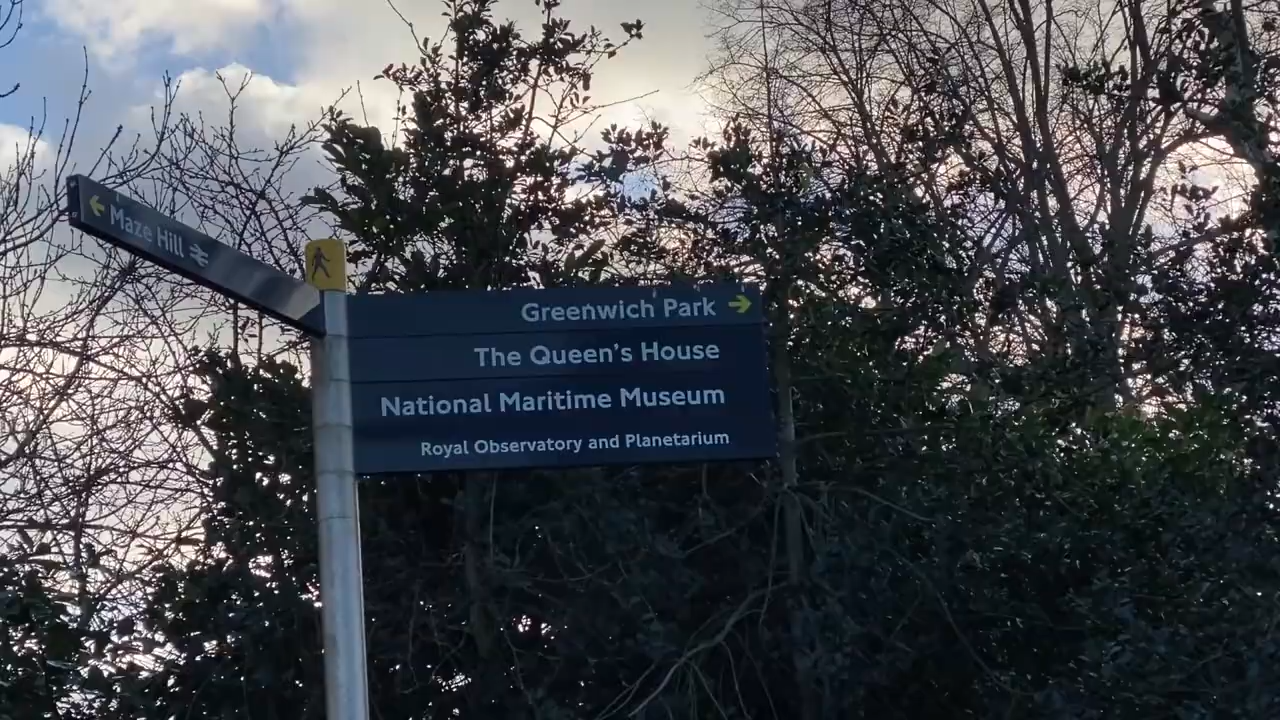 Maze Hill
Greenwich Park
The Queen's House
National Maritime Museum
Royal Observatory and Planetarium